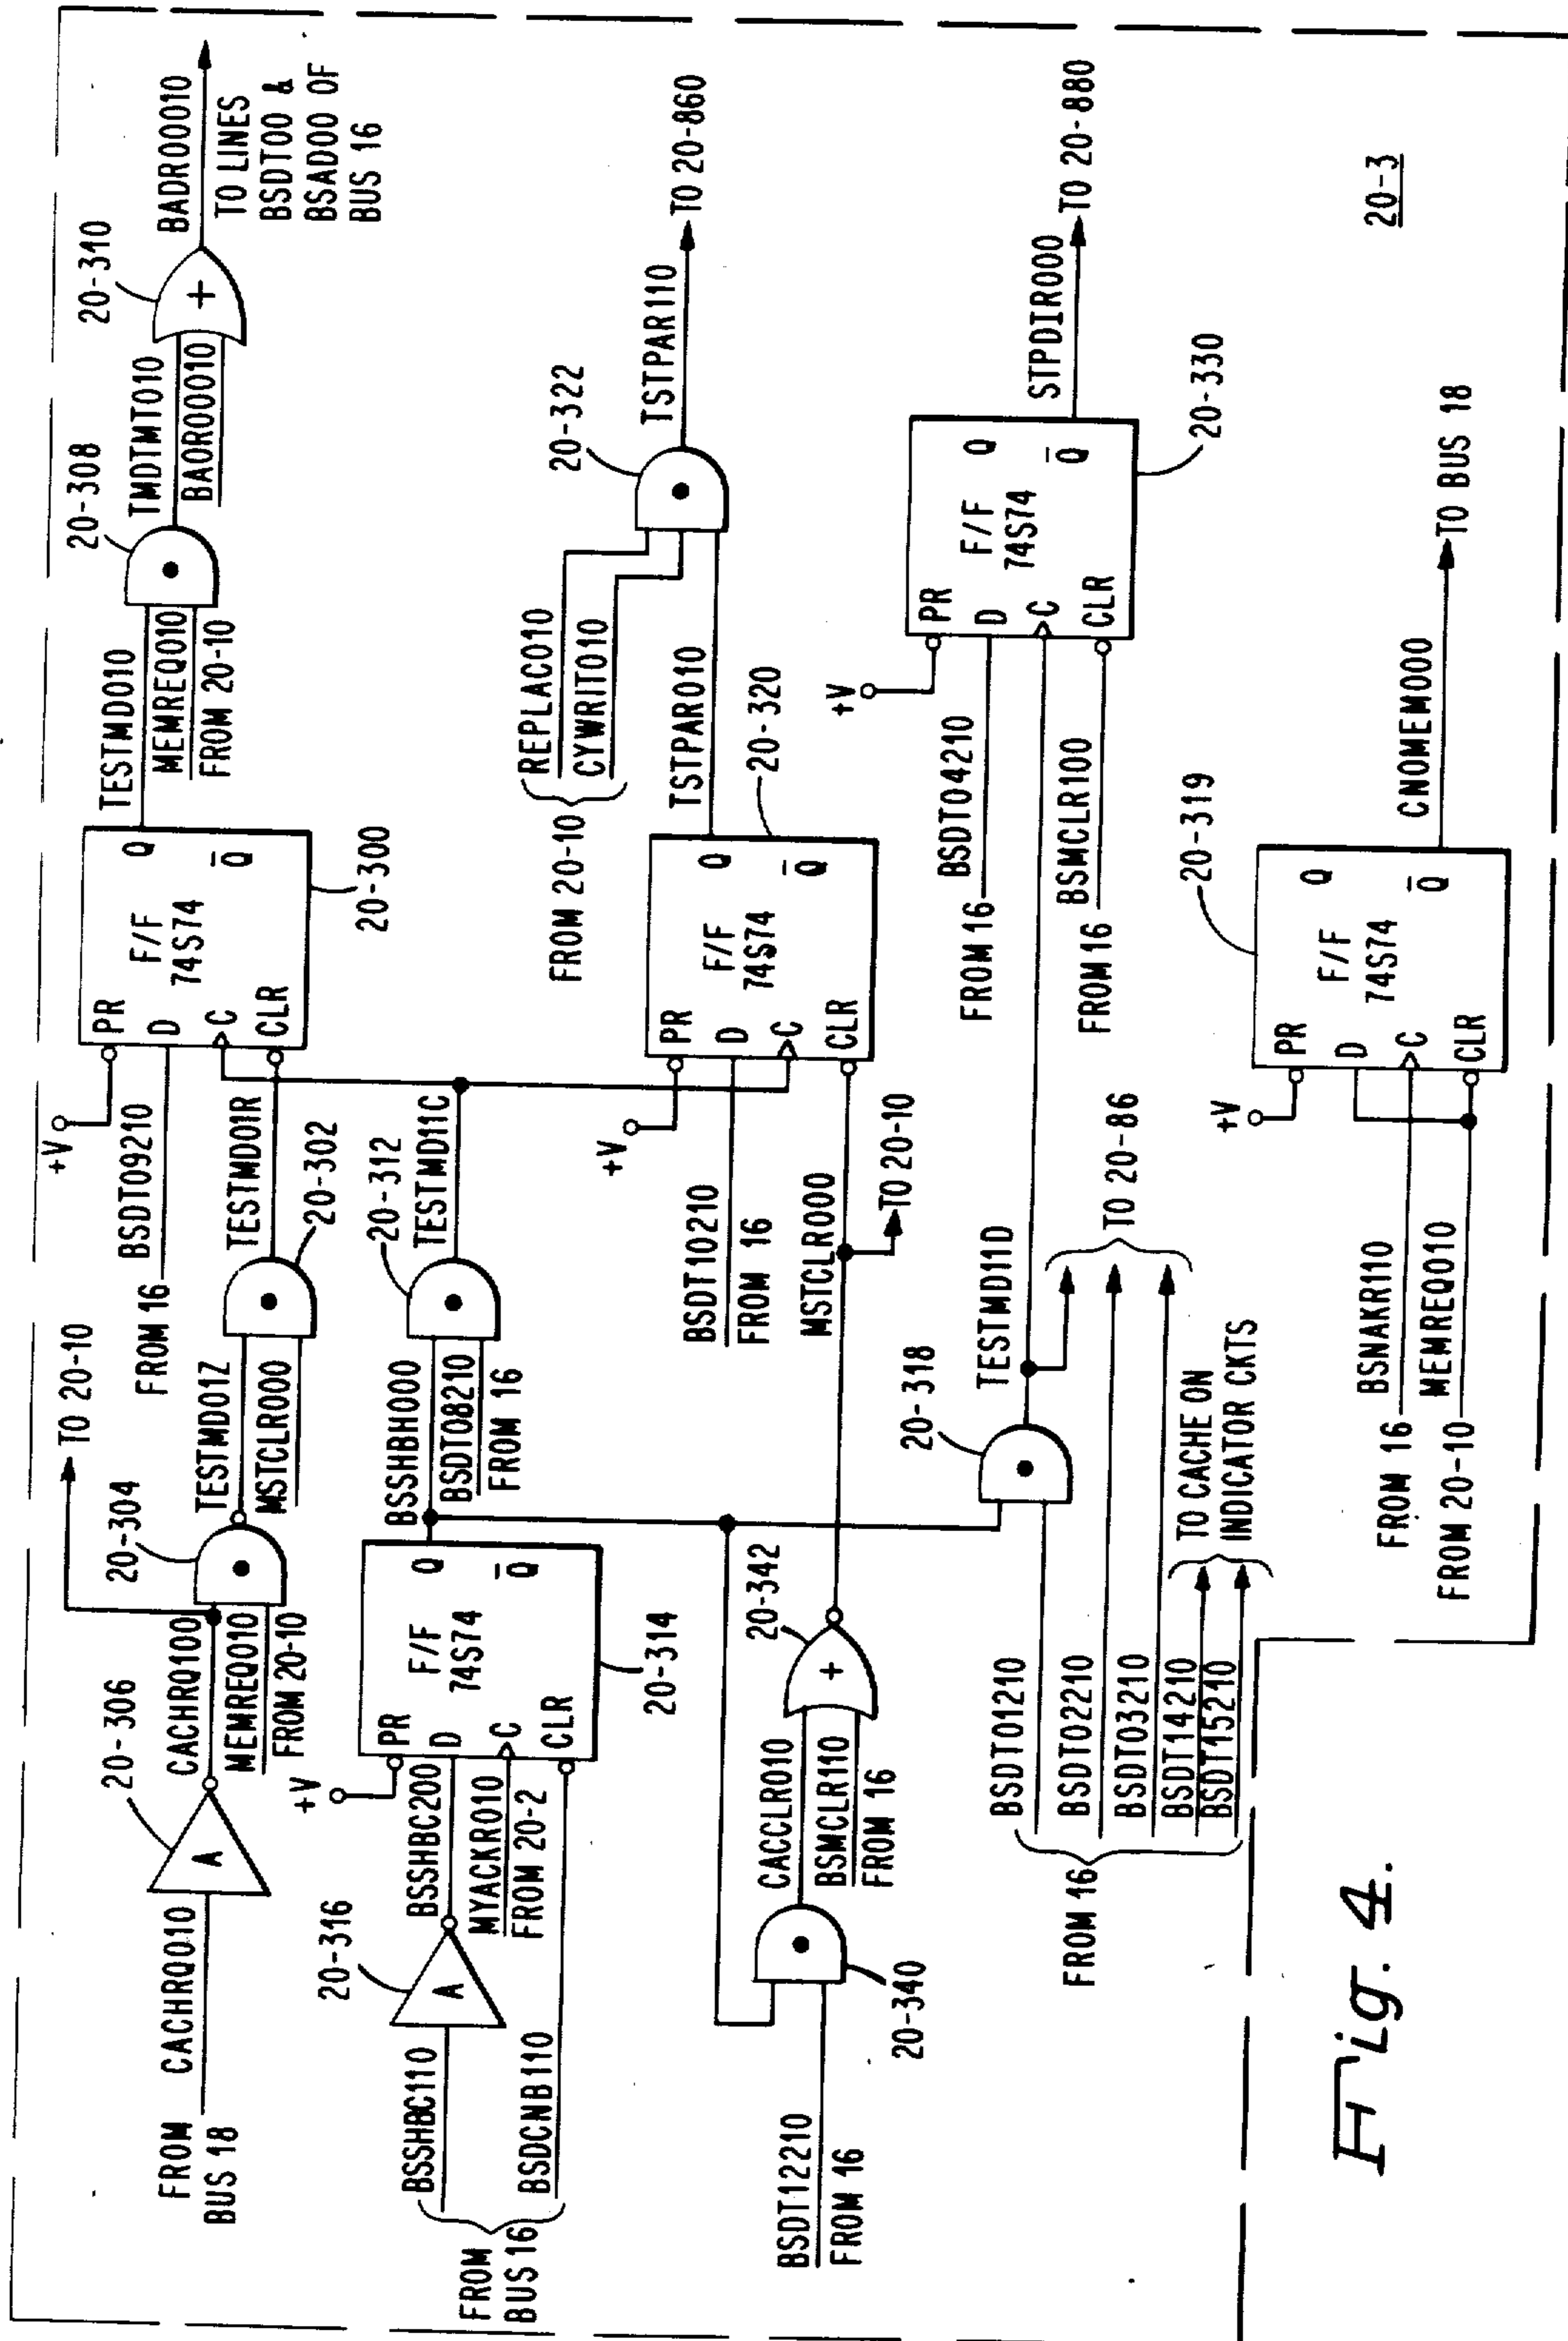 FROM CACHRQ010
BUS 18
20-306
A
CACHRQ100
MEMREQ010
FROM 20-10
TO 20-10
20-304
TESTMD01Z
MSTCLR000
20-302
TESTMD01R
FROM 16
BSDT09210
+V
PR
D
C
CLR
F/F
74S74
Q
Q̅
20-300
TESTMD010
MEMREQ010
FROM 20-10
20-308
TMDTMT010
BAOR00010
20-310
+
BADR00010
TO LINES
BSDT00 &
BSAD00 OF
BUS 16
FROM
BUS 16
BSSHBC110
BSDCNB110
20-316
A
BSSHBC200
MYACKR010
FROM 20-2
+V
PR
D
C
CLR
F/F
74S74
Q
Q̅
20-314
BSSHBH000
BSDT08210
FROM 16
20-312
TESTMD11C
BSDT12210
FROM 16
20-340
CACCLR010
BSMCLR110
FROM 16
20-342
+
MSTCLR000
TO 20-10
BSDT10210
FROM 16
+V
PR
D
C
CLR
F/F
74S74
Q
Q̅
20-320
TSTPAR010
FROM 20-10
REPLAC010
CYWRIT010
20-322
TSTPAR110
TO 20-860
FROM 16
BSDT01210
BSDT02210
BSDT03210
BSDT14210
BSDT15210
TO CACHE ON
INDICATOR CKTS
20-318
TESTMD11D
TO 20-86
FROM 16
BSDT04210
FROM 16
BSMCLR100
+V
PR
D
C
CLR
F/F
74S74
Q
Q̅
20-330
STPDIR000
TO 20-880
FROM 16
BSNAKR110
FROM 20-10
MEMREQ010
+V
PR
D
C
CLR
F/F
74S74
Q
Q̅
20-319
CNOMEM000
TO BUS 18
20-3
Fig. 4.